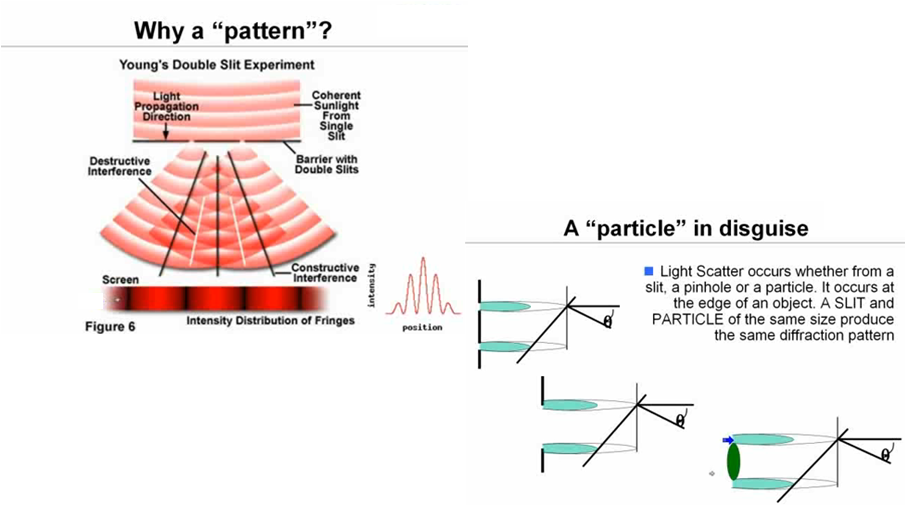 Why a “pattern”?
Young's Double Slit Experiment
Light
Propagation
Direction
Coherent
Sunlight
From
Single
Slit
Destructive
Interference
Barrier with
Double Slits
Constructive
Interference
Screen
Figure 6
Intensity Distribution of Fringes
intensity
position
A “particle” in disguise
Light Scatter occurs whether from a
slit, a pinhole or a particle. It occurs at
the edge of an object. A SLIT and
PARTICLE of the same size produce
the same diffraction pattern
θ
θ
θ